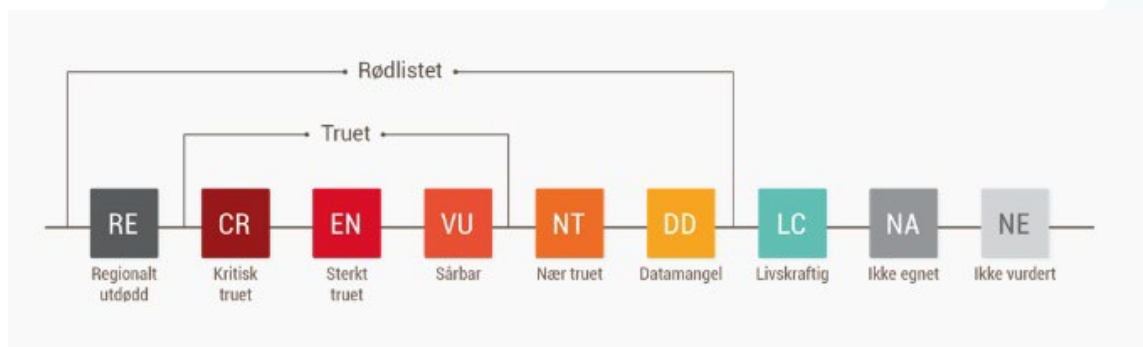 Rødlistet
Truet
RE CR EN VU NT DD LC NA NE
Regionalt Kritisk Sterkt Sårbar Nær truet Datamangel Livskraftig Ikke egnet Ikke vurdert
utdødd truet truet